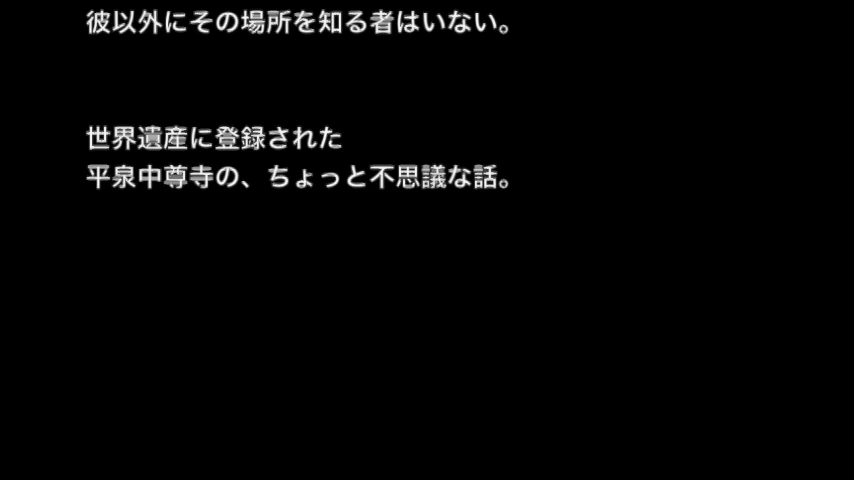 彼以外にその場所を知る者はいない。
世界遺産に登録された
平泉中尊寺の、ちょっと不思議な話。